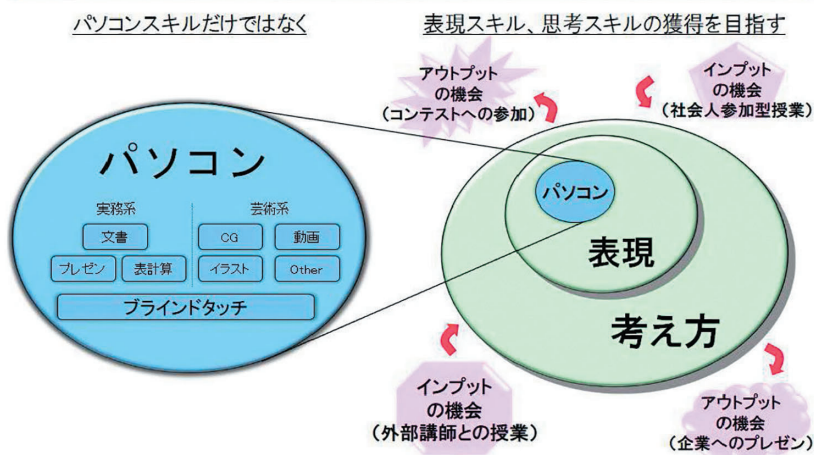 パソコンスキルだけではなく
表現スキル、思考スキルの獲得を目指す
パソコン
実務系
芸術系
文書
CG
動画
プレゼン
表計算
イラスト
Other
ブラインドタッチ
アウトプット
の機会
（コンテストへの参加）
インプット
の機会
（社会人参加型授業）
パソコン
表現
考え方
インプット
の機会
（外部講師との授業）
アウトプット
の機会
（企業へのプレゼン）